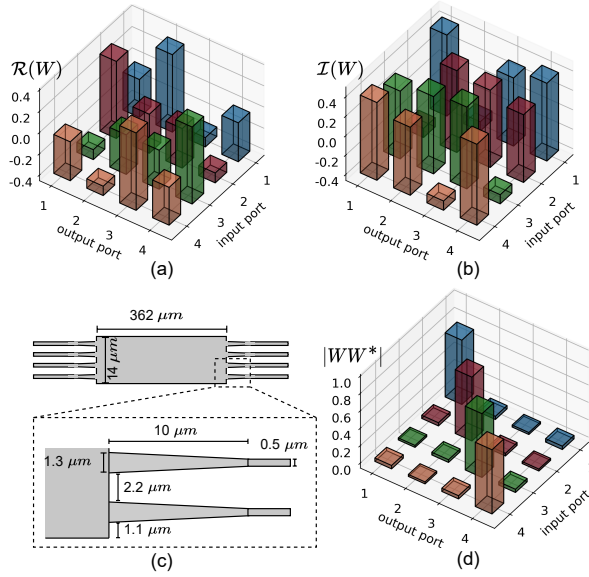 ℛ(W)
0.4
0.2
0.0
-0.2
-0.4
1
2
3
4
output port
1
2
3
4
input port
(a)
ℐ(W)
0.4
0.2
0.0
-0.2
-0.4
1
2
3
4
output port
1
2
3
4
input port
(b)
362 μm
14 μm
10 μm
0.5 μm
1.3 μm
2.2 μm
1.1 μm
(c)
|WW*|
1.0
0.8
0.6
0.4
0.2
0.0
1
2
3
4
output port
1
2
3
4
input port
(d)